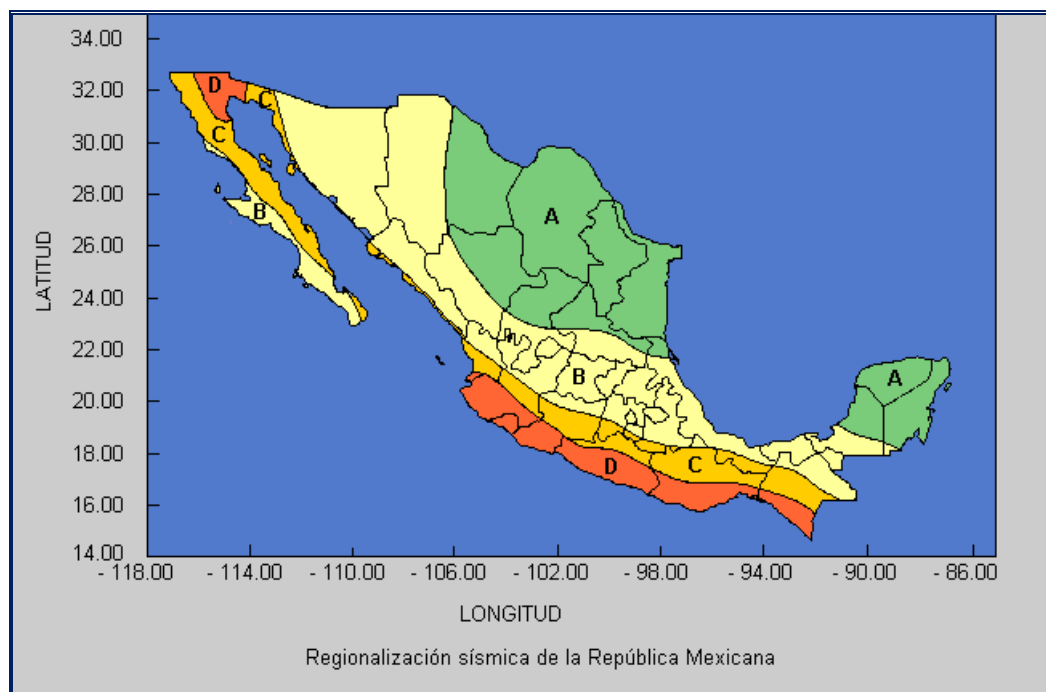 34.00
32.00
30.00
28.00
26.00
24.00
22.00
20.00
18.00
16.00
14.00
LATITUD
D
C
C
B
A
A
B
C
D
- 118.00 - 114.00 - 110.00 - 106.00 - 102.00 - 98.00 - 94.00 - 90.00 - 86.00
LONGITUD
Regionalización sísmica de la República Mexicana